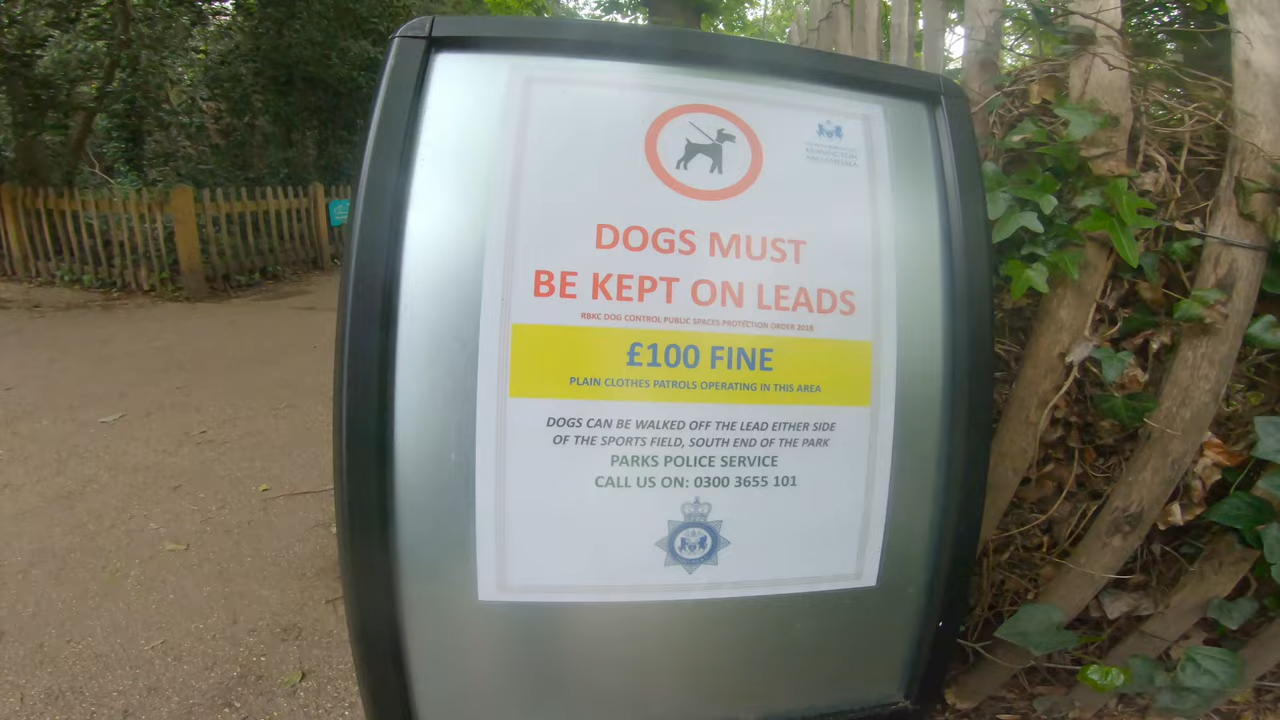 DOGS MUST
BE KEPT ON LEADS
RBKC DOG CONTROL PUBLIC SPACES PROTECTION ORDER 2018
£100 FINE
PLAIN CLOTHES PATROLS OPERATING IN THIS AREA
DOGS CAN BE WALKED OFF THE LEAD EITHER SIDE
OF THE SPORTS FIELD, SOUTH END OF THE PARK
PARKS POLICE SERVICE
CALL US ON: 0300 3655 101